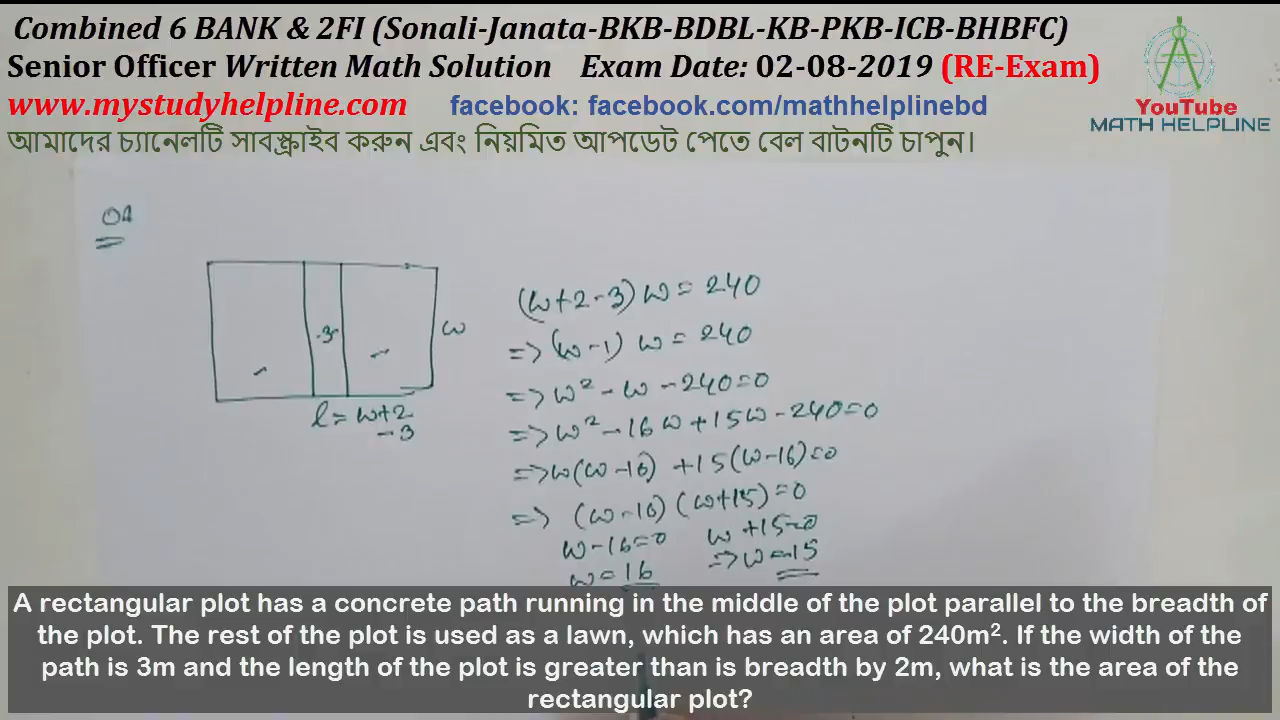 Combined 6 BANK & 2FI (Sonali-Janata-BKB-BDBL-KB-PKB-ICB-BHBFC)
Senior Officer Written Math Solution Exam Date: 02-08-2019 (RE-Exam)
www.mystudyhelpline.com facebook: facebook.com/mathhelplinebd
YouTube
MATH HELPLINE
আমাদের চ্যানেলটি সাবস্ক্রাইব করুন এবং নিয়মিত আপডেট পেতে বেল বাটনটি চাপুন।
04
3
w
l = w+2
-3
(w+2-3) w = 240
=> (w-1) w = 240
=> w² - w - 240=0
=> w² - 16w + 15w - 240=0
=> w(w-16) + 15(w-16)=0
=> (w-16) (w+15)=0
w-16=0 w+15=0
w = 16 => w=-15
A rectangular plot has a concrete path running in the middle of the plot parallel to the breadth of
the plot. The rest of the plot is used as a lawn, which has an area of 240m². If the width of the
path is 3m and the length of the plot is greater than is breadth by 2m, what is the area of the
rectangular plot?